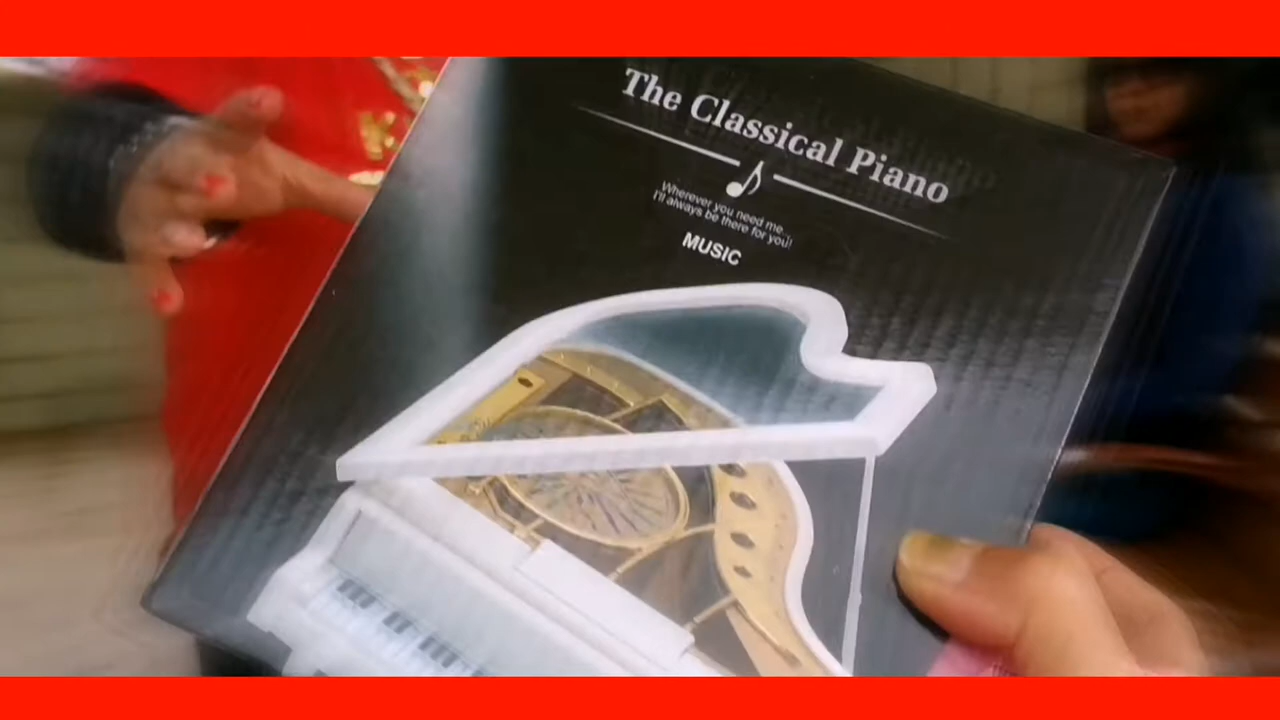 The Classical Piano
Wherever you need me...
I'll always be there for you!
MUSIC
K